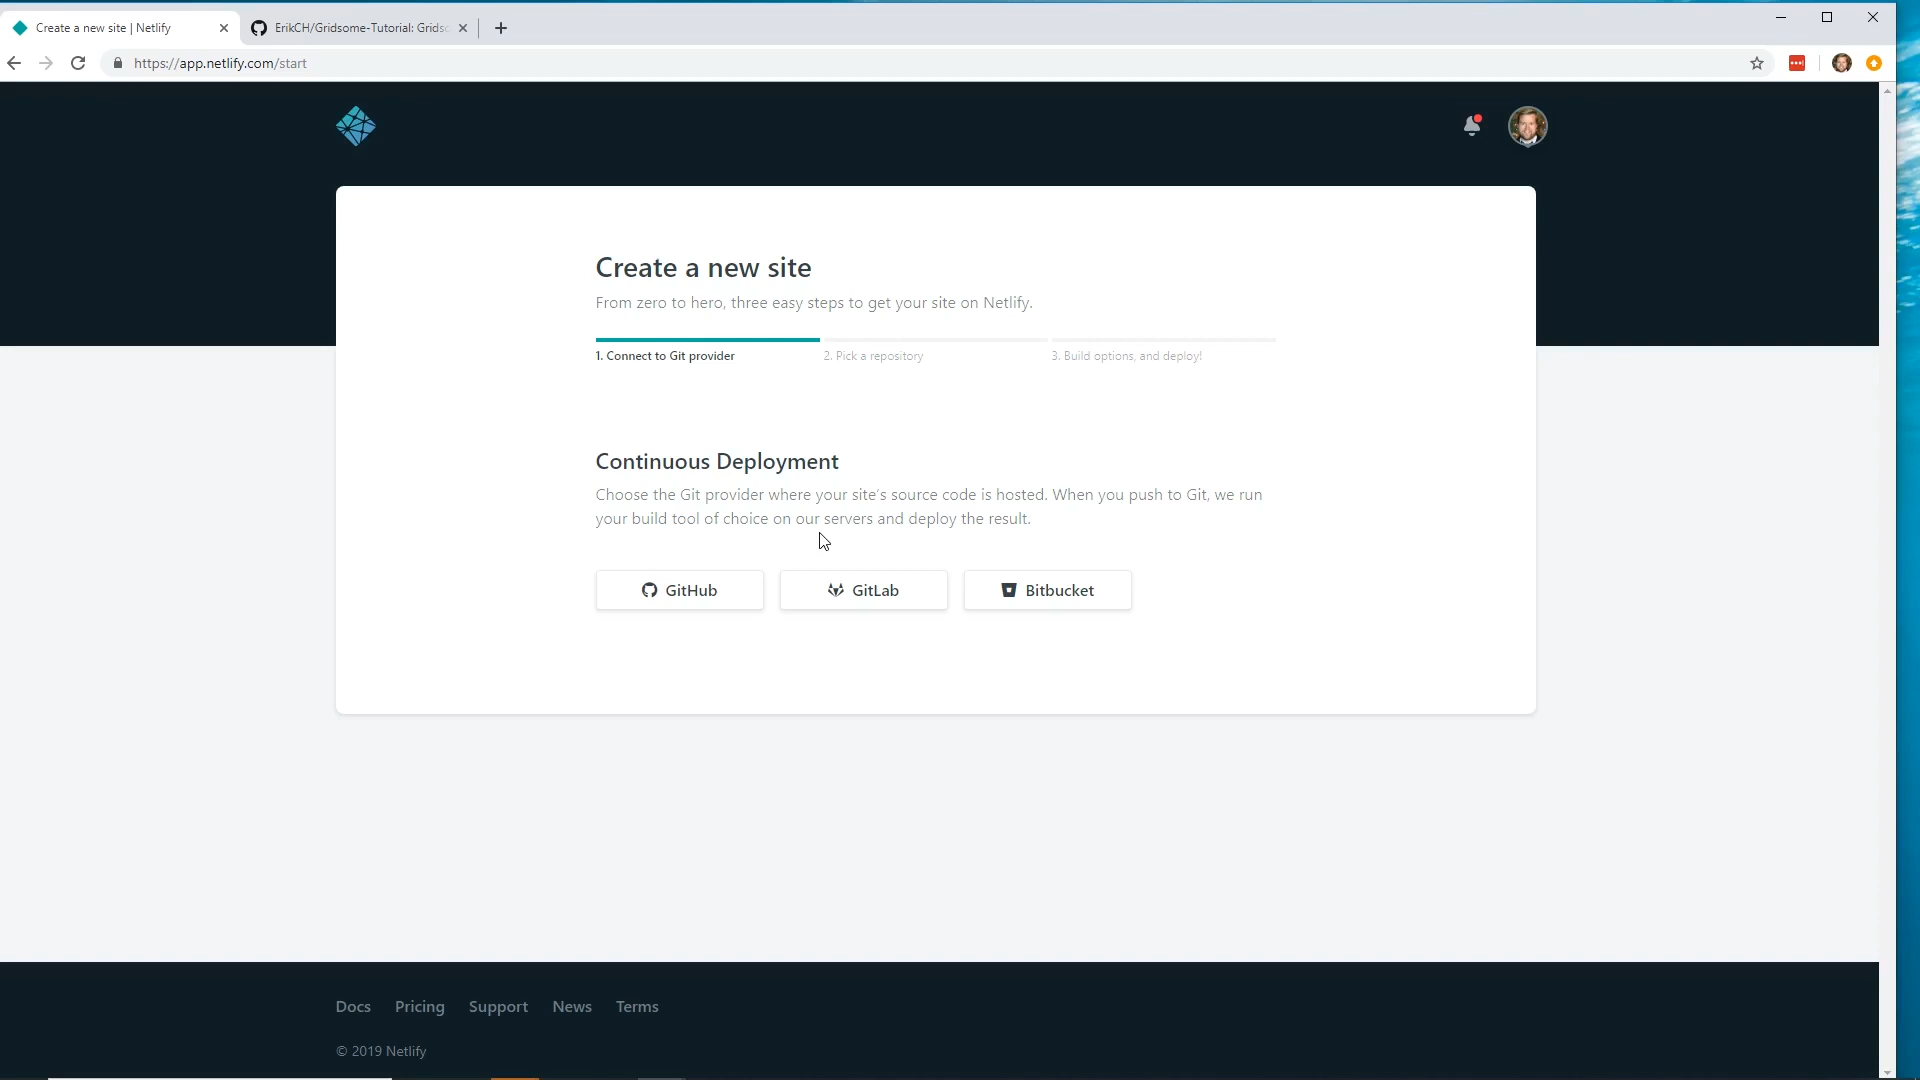 Create a new site | Netlify
ErikCH/Gridsome-Tutorial: Grids
https://app.netlify.com/start
Create a new site
From zero to hero, three easy steps to get your site on Netlify.
1. Connect to Git provider
2. Pick a repository
3. Build options, and deploy!
Continuous Deployment
Choose the Git provider where your site's source code is hosted. When you push to Git, we run
your build tool of choice on our servers and deploy the result.
GitHub
GitLab
Bitbucket
Docs
Pricing
Support
News
Terms
© 2019 Netlify